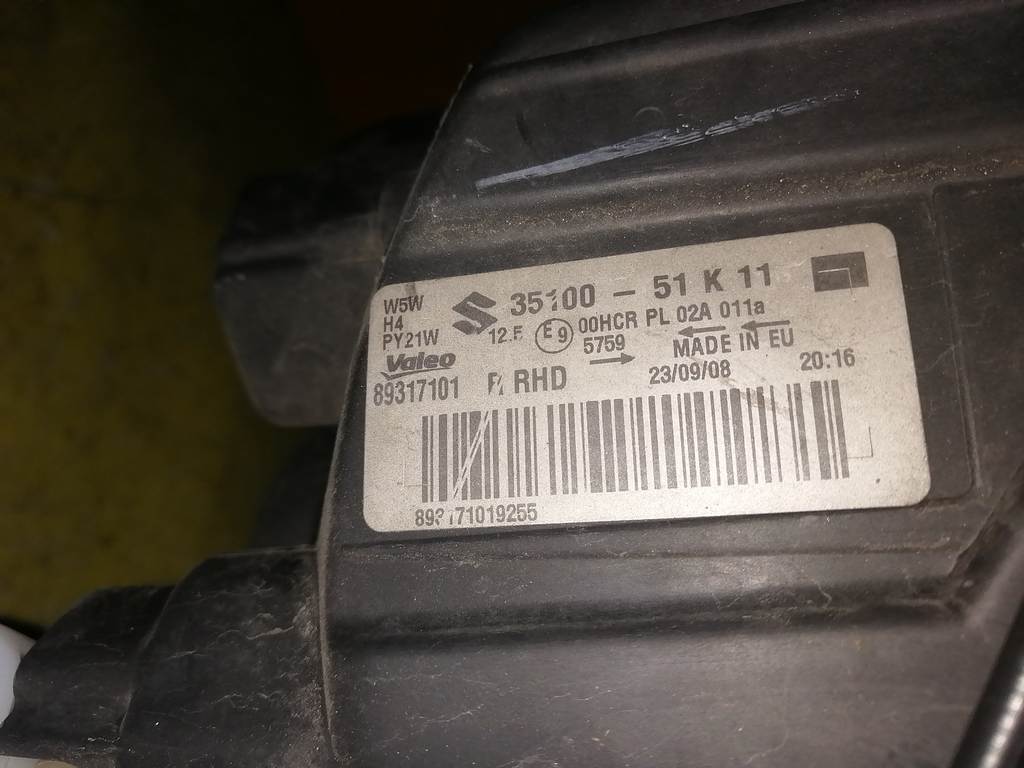 W5W
H4
PY21W
Valeo
89317101
35100 - 51 K 11
E9 00HCR PL 02A 011a
5759
MADE IN EU
RHD
23/09/08 20:16
71019255